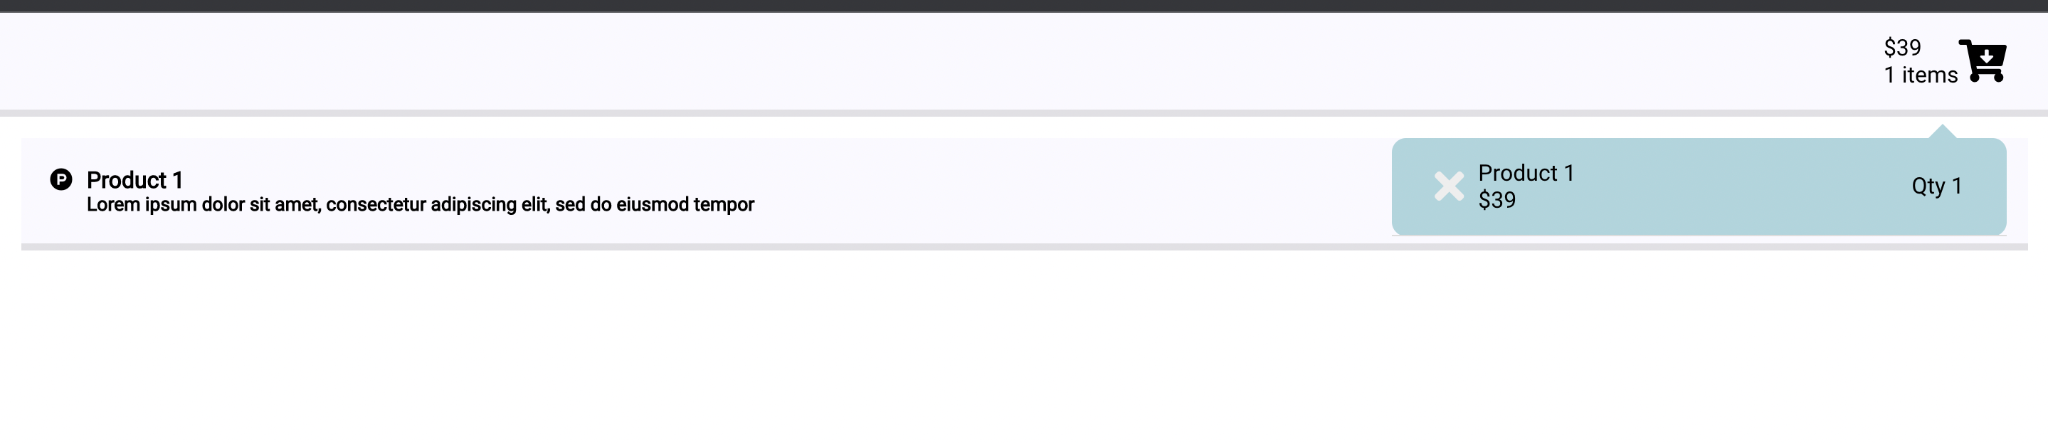 $39
1 items
P
Product 1
Lorem ipsum dolor sit amet, consectetur adipiscing elit, sed do eiusmod tempor
Product 1
$39
Qty 1